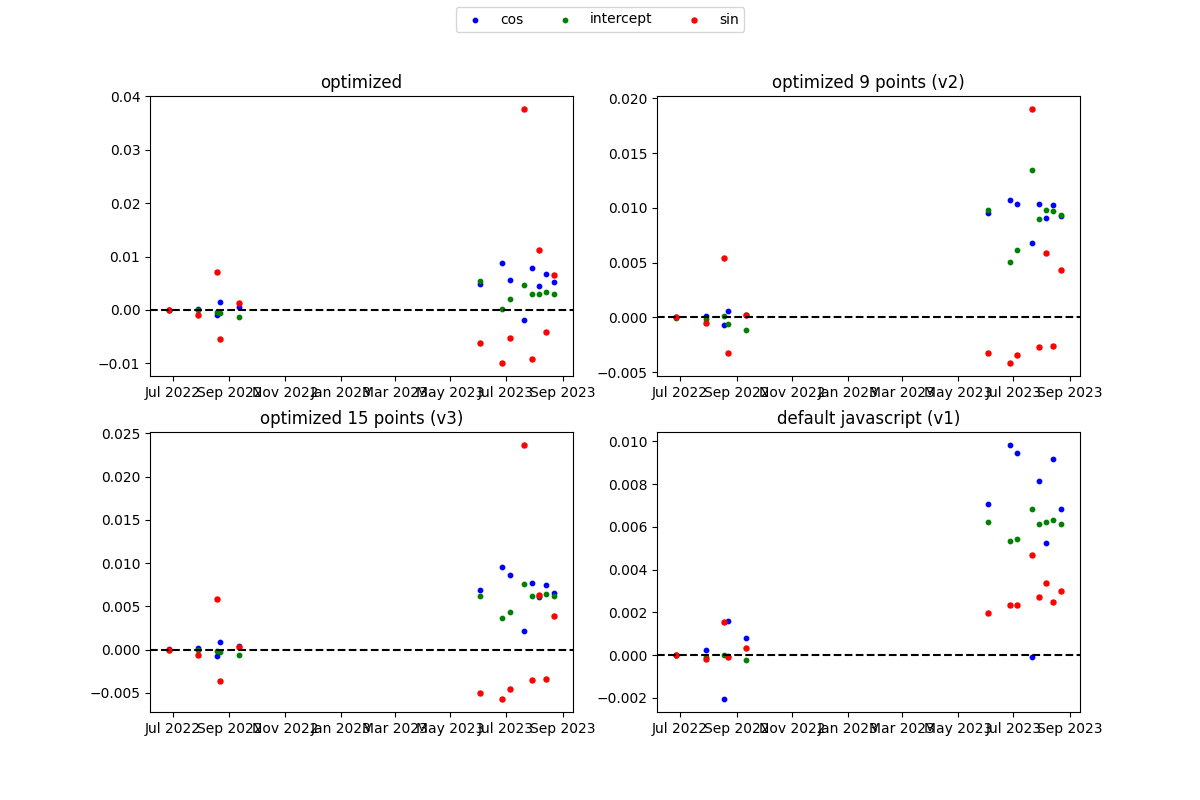 cos intercept sin
optimized
0.04
0.03
0.02
0.01
0.00
−0.01
Jul 2022 Sep 2022 Nov 2022 Jan 2023 Mar 2023 May 2023 Jul 2023 Sep 2023
optimized 9 points (v2)
0.020
0.015
0.010
0.005
0.000
−0.005
Jul 2022 Sep 2022 Nov 2022 Jan 2023 Mar 2023 May 2023 Jul 2023 Sep 2023
optimized 15 points (v3)
0.025
0.020
0.015
0.010
0.005
0.000
−0.005
Jul 2022 Sep 2022 Nov 2022 Jan 2023 Mar 2023 May 2023 Jul 2023 Sep 2023
default javascript (v1)
0.010
0.008
0.006
0.004
0.002
0.000
−0.002
Jul 2022 Sep 2022 Nov 2022 Jan 2023 Mar 2023 May 2023 Jul 2023 Sep 2023